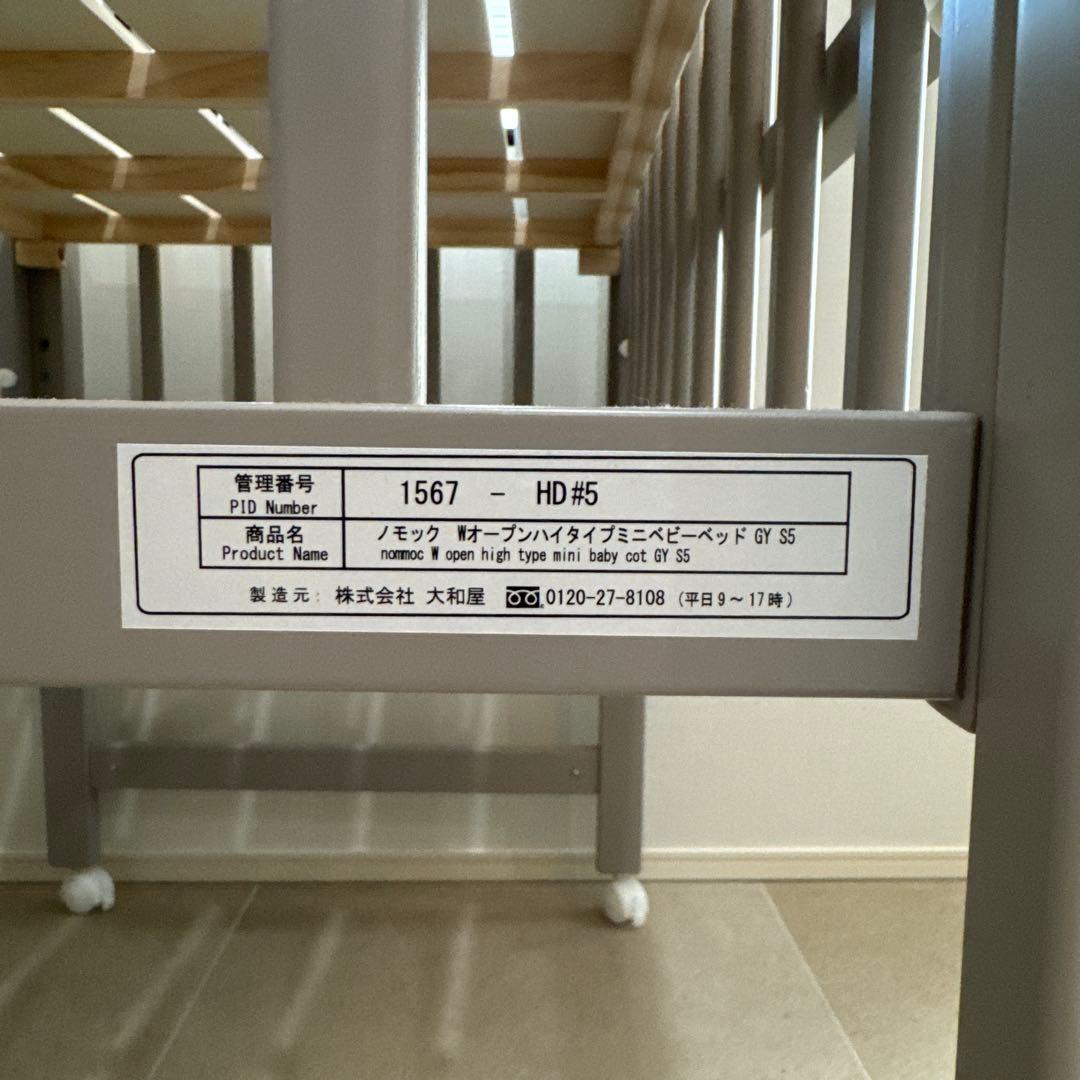 管理番号 1567 - HD#5
PID Number
商品名 ノモック Wオープンハイタイプミニベビーベッド GY S5
Product Name nommoc W open high type mini baby cot GY S5
製造元: 株式会社 大和屋 0120-27-8108 (平日9～17時)